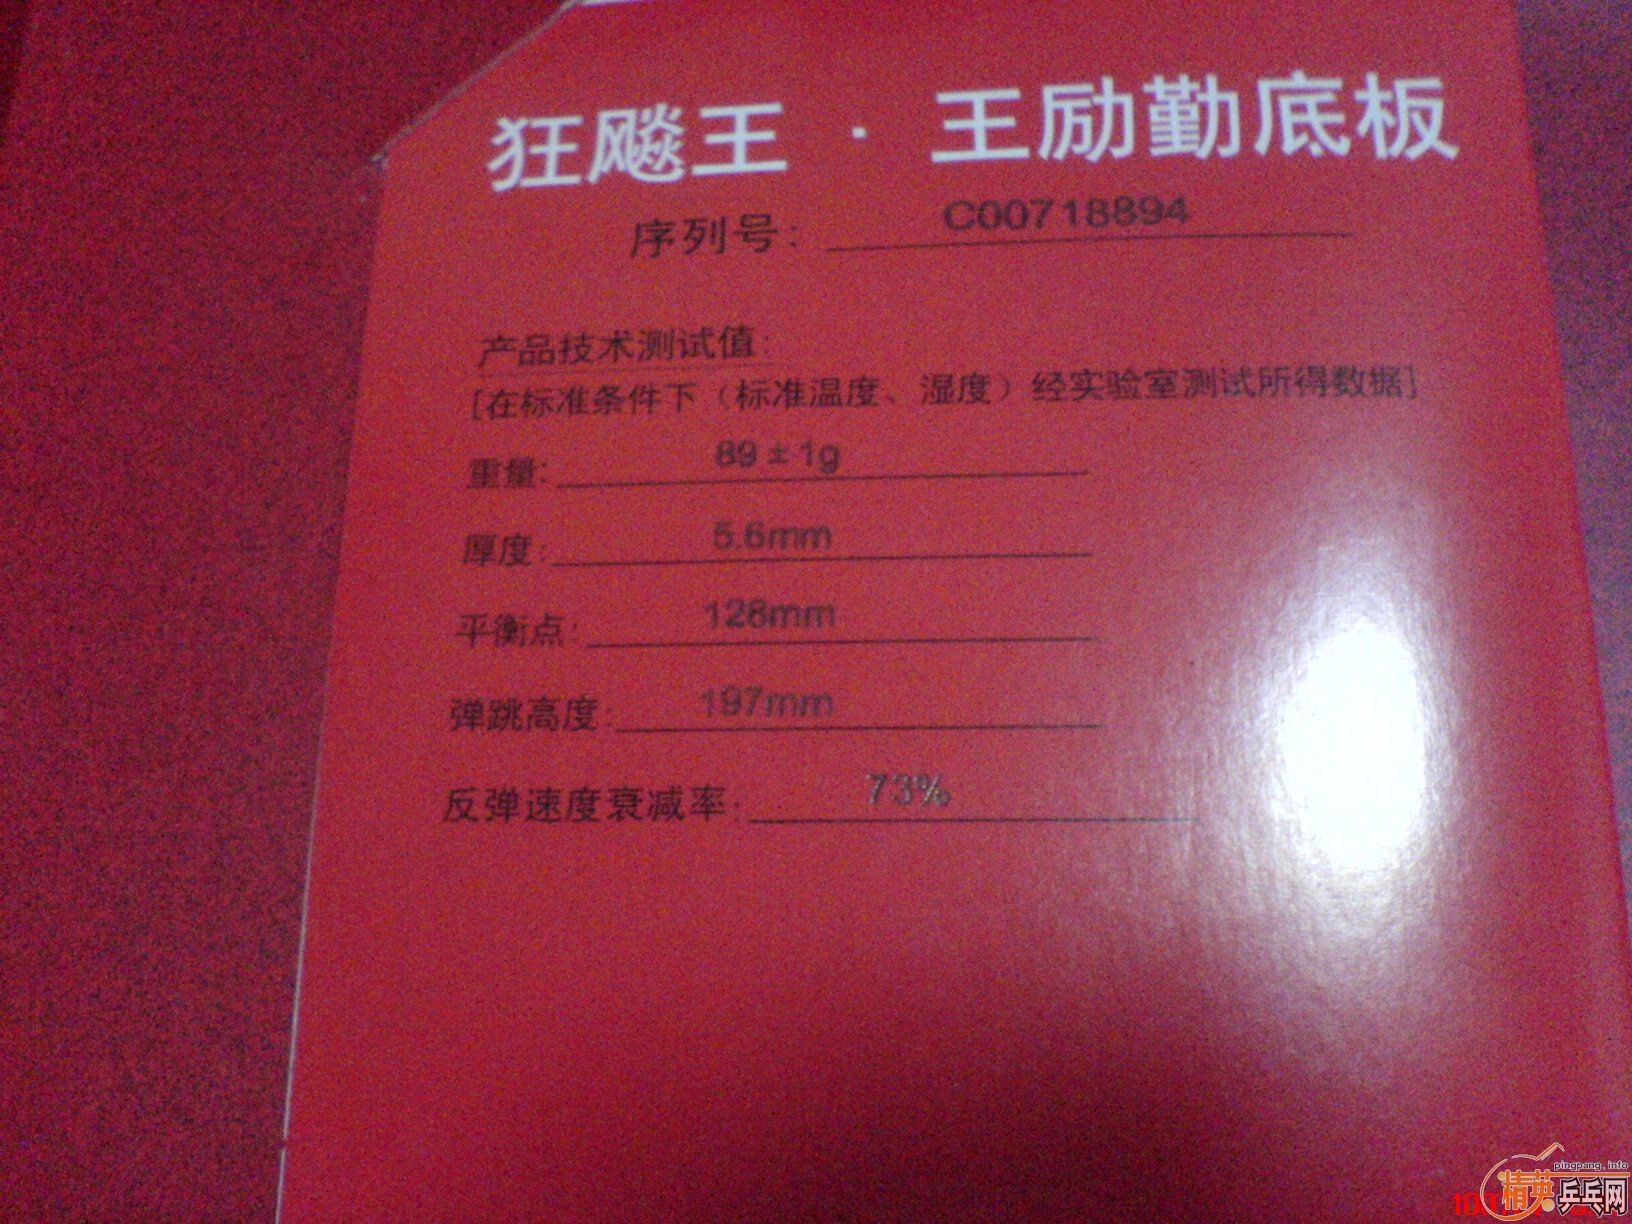 狂飚王 · 王励勤底板
序列号: C00718894
产品技术测试值:
[在标准条件下（标准温度、湿度）经实验室测试所得数据]
重量: 89±1g
厚度: 5.6mm
平衡点: 128mm
弹跳高度: 197mm
反弹速度衰减率: 73%
pingpang.info
精英乒乓网